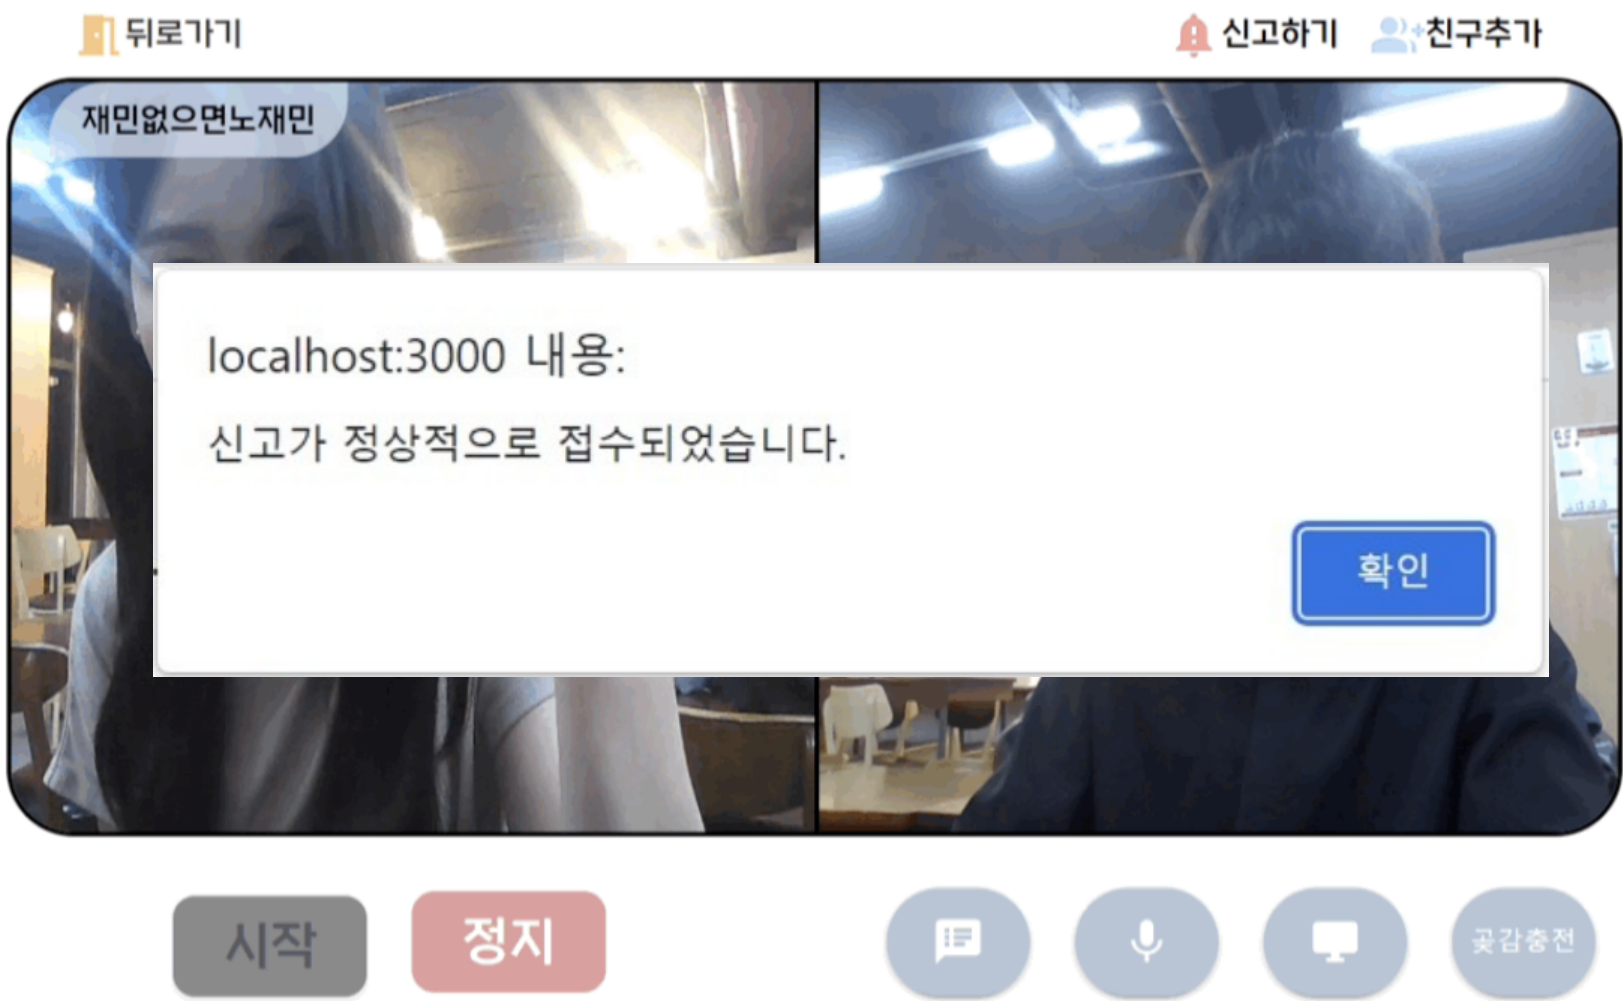 뒤로가기
신고하기
친구추가
재민없으면노재민
localhost:3000 내용:
신고가 정상적으로 접수되었습니다.
확인
시작
정지
곶감충전